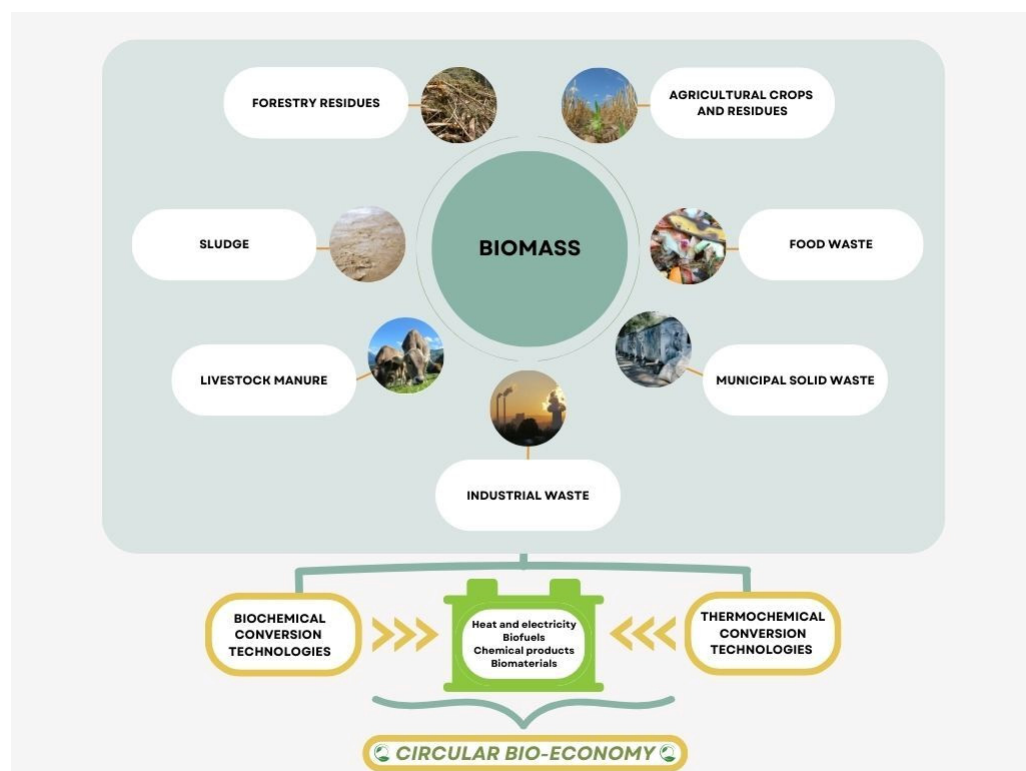 FORESTRY RESIDUES
AGRICULTURAL CROPS
AND RESIDUES
SLUDGE
BIOMASS
FOOD WASTE
LIVESTOCK MANURE
MUNICIPAL SOLID WASTE
INDUSTRIAL WASTE
BIOCHEMICAL
CONVERSION
TECHNOLOGIES
Heat and electricity
Biofuels
Chemical products
Biomaterials
THERMOCHEMICAL
CONVERSION
TECHNOLOGIES
CIRCULAR BIO-ECONOMY